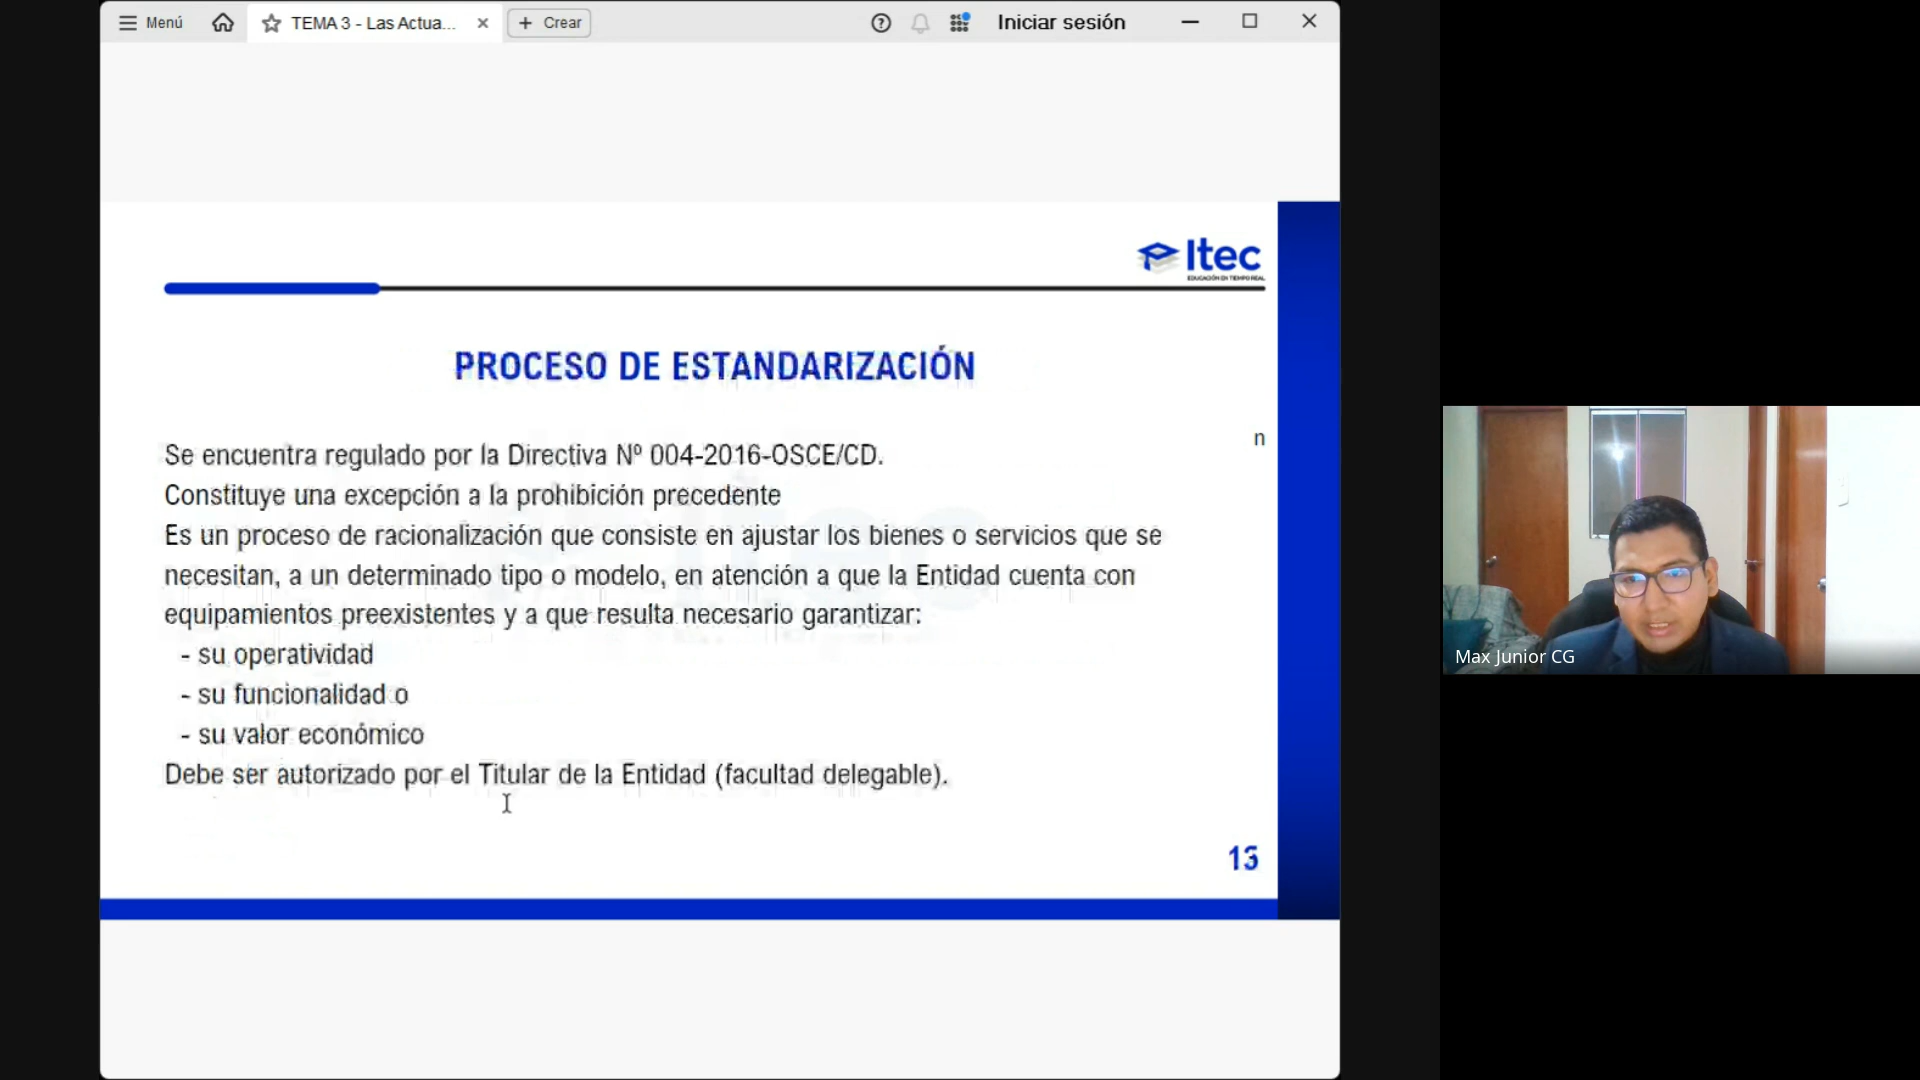 Menú
TEMA 3 - Las Actua...
Crear
Iniciar sesión
Itec
EDUCACIÓN EN TIEMPO REAL
PROCESO DE ESTANDARIZACIÓN
n
Se encuentra regulado por la Directiva Nº 004-2016-OSCE/CD.
Constituye una excepción a la prohibición precedente
Es un proceso de racionalización que consiste en ajustar los bienes o servicios que se
necesitan, a un determinado tipo o modelo, en atención a que la Entidad cuenta con
equipamientos preexistentes y a que resulta necesario garantizar:
- su operatividad
- su funcionalidad o
- su valor económico
Debe ser autorizado por el Titular de la Entidad (facultad delegable).
13
Max Junior CG